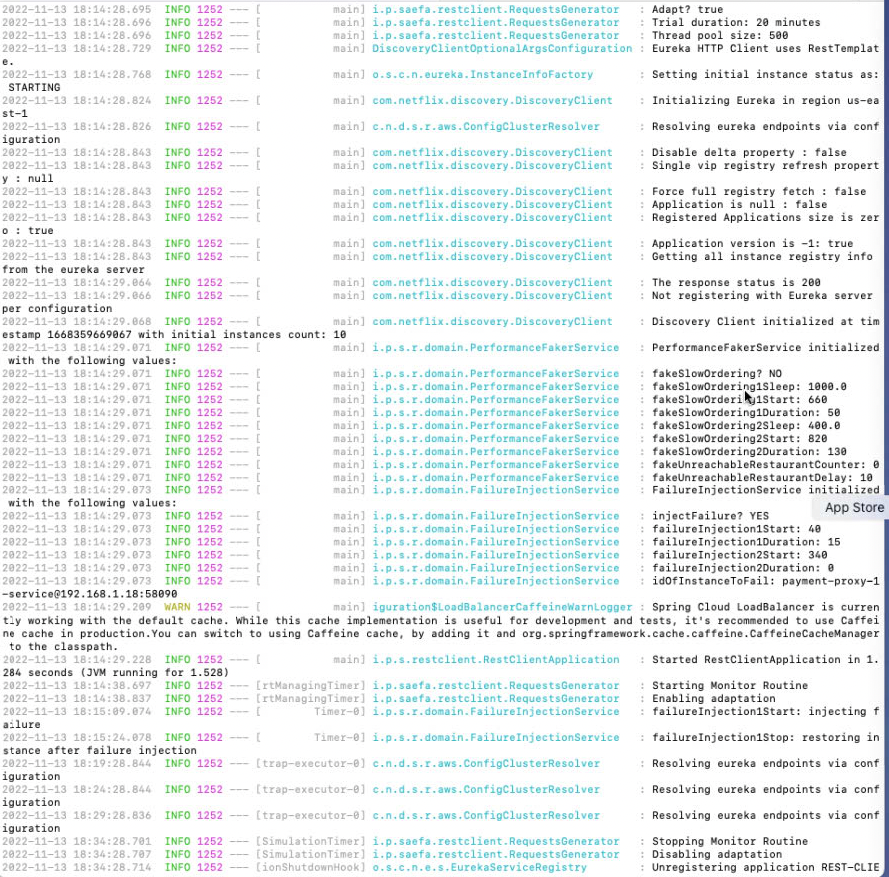 2022-11-13 18:14:28.695  INFO 1252 --- [           main] i.p.saefa.restclient.RequestsGenerator   : Adapt? true
2022-11-13 18:14:28.696  INFO 1252 --- [           main] i.p.saefa.restclient.RequestsGenerator   : Trial duration: 20 minutes
2022-11-13 18:14:28.696  INFO 1252 --- [           main] i.p.saefa.restclient.RequestsGenerator   : Thread pool size: 500
2022-11-13 18:14:28.729  INFO 1252 --- [           main] DiscoveryClientOptionalArgsConfiguration : Eureka HTTP Client uses RestTemplat
e.
2022-11-13 18:14:28.768  INFO 1252 --- [           main] o.s.c.n.eureka.InstanceInfoFactory       : Setting initial instance status as:
 STARTING
2022-11-13 18:14:28.824  INFO 1252 --- [           main] com.netflix.discovery.DiscoveryClient    : Initializing Eureka in region us-ea
st-1
2022-11-13 18:14:28.826  INFO 1252 --- [           main] c.n.d.s.r.aws.ConfigClusterResolver      : Resolving eureka endpoints via conf
iguration
2022-11-13 18:14:28.843  INFO 1252 --- [           main] com.netflix.discovery.DiscoveryClient    : Disable delta property : false
2022-11-13 18:14:28.843  INFO 1252 --- [           main] com.netflix.discovery.DiscoveryClient    : Single vip registry refresh propert
y : null
2022-11-13 18:14:28.843  INFO 1252 --- [           main] com.netflix.discovery.DiscoveryClient    : Force full registry fetch : false
2022-11-13 18:14:28.843  INFO 1252 --- [           main] com.netflix.discovery.DiscoveryClient    : Application is null : false
2022-11-13 18:14:28.843  INFO 1252 --- [           main] com.netflix.discovery.DiscoveryClient    : Registered Applications size is zer
o : true
2022-11-13 18:14:28.843  INFO 1252 --- [           main] com.netflix.discovery.DiscoveryClient    : Application version is -1: true
2022-11-13 18:14:28.843  INFO 1252 --- [           main] com.netflix.discovery.DiscoveryClient    : Getting all instance registry info
from the eureka server
2022-11-13 18:14:29.064  INFO 1252 --- [           main] com.netflix.discovery.DiscoveryClient    : The response status is 200
2022-11-13 18:14:29.066  INFO 1252 --- [           main] com.netflix.discovery.DiscoveryClient    : Not registering with Eureka server
per configuration
2022-11-13 18:14:29.068  INFO 1252 --- [           main] com.netflix.discovery.DiscoveryClient    : Discovery Client initialized at tim
estamp 1668359669067 with initial instances count: 10
2022-11-13 18:14:29.071  INFO 1252 --- [           main] i.p.s.r.domain.PerformanceFakerService   : PerformanceFakerService initialized
 with the following values:
2022-11-13 18:14:29.071  INFO 1252 --- [           main] i.p.s.r.domain.PerformanceFakerService   : fakeSlowOrdering? NO
2022-11-13 18:14:29.071  INFO 1252 --- [           main] i.p.s.r.domain.PerformanceFakerService   : fakeSlowOrdering1Sleep: 1000.0
2022-11-13 18:14:29.071  INFO 1252 --- [           main] i.p.s.r.domain.PerformanceFakerService   : fakeSlowOrdering1Start: 660
2022-11-13 18:14:29.071  INFO 1252 --- [           main] i.p.s.r.domain.PerformanceFakerService   : fakeSlowOrdering1Duration: 50
2022-11-13 18:14:29.071  INFO 1252 --- [           main] i.p.s.r.domain.PerformanceFakerService   : fakeSlowOrdering2Sleep: 400.0
2022-11-13 18:14:29.071  INFO 1252 --- [           main] i.p.s.r.domain.PerformanceFakerService   : fakeSlowOrdering2Start: 820
2022-11-13 18:14:29.071  INFO 1252 --- [           main] i.p.s.r.domain.PerformanceFakerService   : fakeSlowOrdering2Duration: 130
2022-11-13 18:14:29.071  INFO 1252 --- [           main] i.p.s.r.domain.PerformanceFakerService   : fakeUnreachableRestaurantCounter: 0
2022-11-13 18:14:29.071  INFO 1252 --- [           main] i.p.s.r.domain.PerformanceFakerService   : fakeUnreachableRestaurantDelay: 10
2022-11-13 18:14:29.073  INFO 1252 --- [           main] i.p.s.r.domain.FailureInjectionService   : FailureInjectionService initialized
 with the following values:
App Store
2022-11-13 18:14:29.073  INFO 1252 --- [           main] i.p.s.r.domain.FailureInjectionService   : injectFailure? YES
2022-11-13 18:14:29.073  INFO 1252 --- [           main] i.p.s.r.domain.FailureInjectionService   : failureInjection1Start: 40
2022-11-13 18:14:29.073  INFO 1252 --- [           main] i.p.s.r.domain.FailureInjectionService   : failureInjection1Duration: 15
2022-11-13 18:14:29.073  INFO 1252 --- [           main] i.p.s.r.domain.FailureInjectionService   : failureInjection2Start: 340
2022-11-13 18:14:29.073  INFO 1252 --- [           main] i.p.s.r.domain.FailureInjectionService   : failureInjection2Duration: 0
2022-11-13 18:14:29.073  INFO 1252 --- [           main] i.p.s.r.domain.FailureInjectionService   : idOfInstanceToFail: payment-proxy-1
-service@192.168.1.18:58090
2022-11-13 18:14:29.209  WARN 1252 --- [           main] iguration$LoadBalancerCaffeineWarnLogger : Spring Cloud LoadBalancer is curren
tly working with the default cache. While this cache implementation is useful for development and tests, it's recommended to use Caffei
ne cache in production.You can switch to using Caffeine cache, by adding it and org.springframework.cache.caffeine.CaffeineCacheManager
 to the classpath.
2022-11-13 18:14:29.228  INFO 1252 --- [           main] i.p.s.restclient.RestClientApplication   : Started RestClientApplication in 1.
284 seconds (JVM running for 1.528)
2022-11-13 18:14:38.697  INFO 1252 --- [rtManagingTimer] i.p.saefa.restclient.RequestsGenerator   : Starting Monitor Routine
2022-11-13 18:14:38.837  INFO 1252 --- [rtManagingTimer] i.p.saefa.restclient.RequestsGenerator   : Enabling adaptation
2022-11-13 18:15:09.074  INFO 1252 --- [        Timer-0] i.p.s.r.domain.FailureInjectionService   : failureInjection1Start: injecting f
ailure
2022-11-13 18:15:24.078  INFO 1252 --- [        Timer-0] i.p.s.r.domain.FailureInjectionService   : failureInjection1Stop: restoring in
stance after failure injection
2022-11-13 18:19:28.844  INFO 1252 --- [trap-executor-0] c.n.d.s.r.aws.ConfigClusterResolver      : Resolving eureka endpoints via conf
iguration
2022-11-13 18:24:28.844  INFO 1252 --- [trap-executor-0] c.n.d.s.r.aws.ConfigClusterResolver      : Resolving eureka endpoints via conf
iguration
2022-11-13 18:29:28.836  INFO 1252 --- [trap-executor-0] c.n.d.s.r.aws.ConfigClusterResolver      : Resolving eureka endpoints via conf
iguration
2022-11-13 18:34:28.701  INFO 1252 --- [SimulationTimer] i.p.saefa.restclient.RequestsGenerator   : Stopping Monitor Routine
2022-11-13 18:34:28.707  INFO 1252 --- [SimulationTimer] i.p.saefa.restclient.RequestsGenerator   : Disabling adaptation
2022-11-13 18:34:28.714  INFO 1252 --- [ionShutdownHook] o.s.c.n.e.s.EurekaServiceRegistry        : Unregistering application REST-CLIE